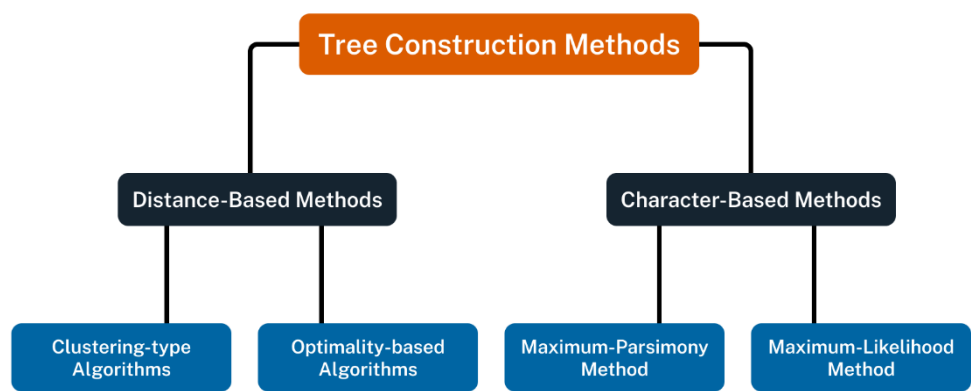 Tree Construction Methods
Distance-Based Methods
Character-Based Methods
Clustering-type
Algorithms
Optimality-based
Algorithms
Maximum-Parsimony
Method
Maximum-Likelihood
Method